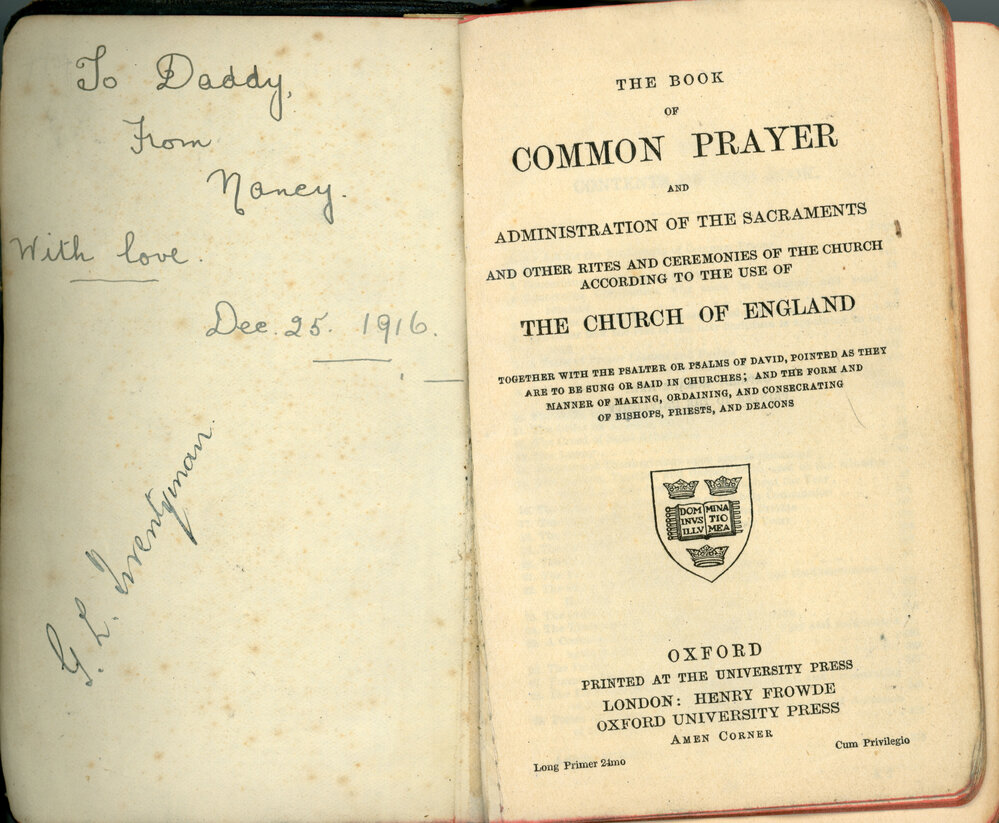 To Daddy,
From
Nancy.
With love.
Dec. 25. 1916.
G. L. Twentyman
THE BOOK
OF
COMMON PRAYER
AND
ADMINISTRATION OF THE SACRAMENTS
AND OTHER RITES AND CEREMONIES OF THE CHURCH
ACCORDING TO THE USE OF
THE CHURCH OF ENGLAND
TOGETHER WITH THE PSALTER OR PSALMS OF DAVID, POINTED AS THEY
ARE TO BE SUNG OR SAID IN CHURCHES; AND THE FORM AND
MANNER OF MAKING, ORDAINING, AND CONSECRATING
OF BISHOPS, PRIESTS, AND DEACONS
DOM MINA
INVS TIO
ILLV MEA
OXFORD
PRINTED AT THE UNIVERSITY PRESS
LONDON: HENRY FROWDE
OXFORD UNIVERSITY PRESS
AMEN CORNER
Long Primer 24mo
Cum Privilegio